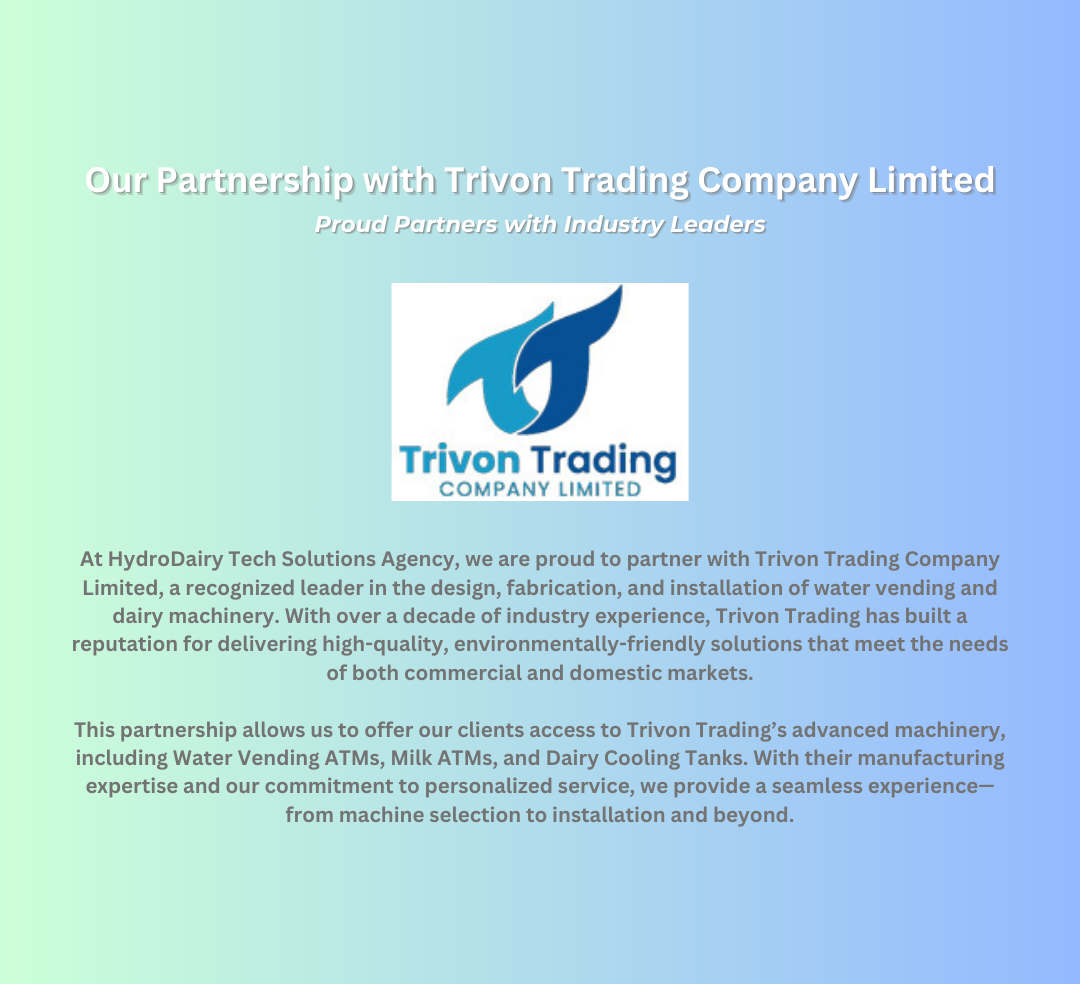 Our Partnership with Trivon Trading Company Limited
Proud Partners with Industry Leaders
Trivon Trading
COMPANY LIMITED
At HydroDairy Tech Solutions Agency, we are proud to partner with Trivon Trading Company
Limited, a recognized leader in the design, fabrication, and installation of water vending and
dairy machinery. With over a decade of industry experience, Trivon Trading has built a
reputation for delivering high-quality, environmentally-friendly solutions that meet the needs
of both commercial and domestic markets.
This partnership allows us to offer our clients access to Trivon Trading’s advanced machinery,
including Water Vending ATMs, Milk ATMs, and Dairy Cooling Tanks. With their manufacturing
expertise and our commitment to personalized service, we provide a seamless experience—
from machine selection to installation and beyond.